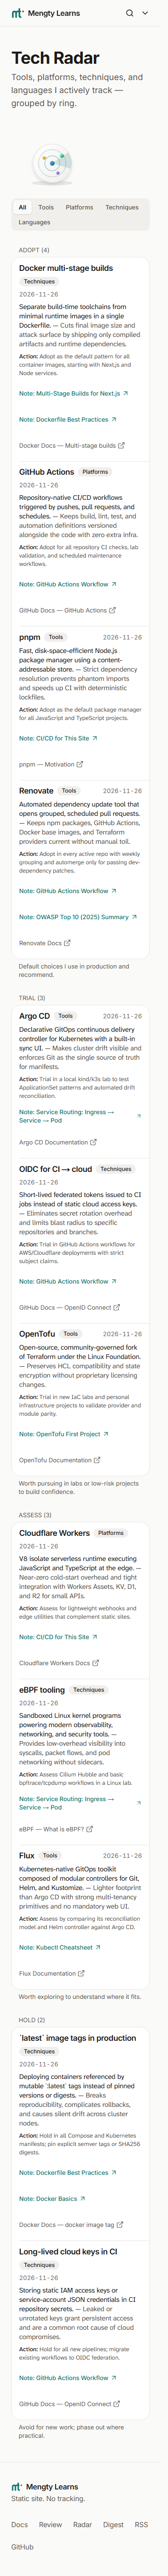 Mengty Learns
Tech Radar
Tools, platforms, techniques, and
languages I actively track —
grouped by ring.
All Tools Platforms Techniques
Languages
ADOPT (4)
Docker multi-stage builds
Techniques
2026-11-26
Separate build-time toolchains from
minimal runtime images in a single
Dockerfile. — Cuts final image size and
attack surface by shipping only compiled
artifacts and runtime dependencies.
Action: Adopt as the default pattern for all
container images, starting with Next.js and
Node services.
Note: Multi-Stage Builds for Next.js
Note: Dockerfile Best Practices
Docker Docs — Multi-stage builds
GitHub Actions Platforms
2026-11-26
Repository-native CI/CD workflows
triggered by pushes, pull requests, and
schedules. — Keeps build, lint, test, and
automation definitions versioned
alongside the code with zero extra infra.
Action: Adopt for all repository CI checks, lab
validation, and scheduled maintenance
workflows.
Note: GitHub Actions Workflow
GitHub Docs — GitHub Actions
pnpm Tools 2026-11-26
Fast, disk-space-efficient Node.js
package manager using a content-
addressable store. — Strict dependency
resolution prevents phantom imports
and speeds up CI with deterministic
lockfiles.
Action: Adopt as the default package manager
for all JavaScript and TypeScript projects.
Note: CI/CD for This Site
pnpm — Motivation
Renovate Tools 2026-11-26
Automated dependency update tool that
opens grouped, scheduled pull requests.
— Keeps npm packages, GitHub Actions,
Docker base images, and Terraform
providers current without manual toil.
Action: Adopt in every active repo with weekly
grouping and automerge only for passing dev-
dependency patches.
Note: GitHub Actions Workflow
Note: OWASP Top 10 (2025) Summary
Renovate Docs
Default choices I use in production and
recommend.
TRIAL (3)
Argo CD Tools 2026-11-26
Declarative GitOps continuous delivery
controller for Kubernetes with a built-in
sync UI. — Makes cluster drift visible and
enforces Git as the single source of truth
for manifests.
Action: Trial in a local kind/k3s lab to test
ApplicationSet patterns and automated drift
reconciliation.
Note: Service Routing: Ingress →
Service → Pod
Argo CD Documentation
OIDC for CI → cloud Techniques
2026-11-26
Short-lived federated tokens issued to CI
jobs instead of static cloud access keys.
— Eliminates secret rotation overhead
and limits blast radius to specific
repositories and branches.
Action: Trial in GitHub Actions workflows for
AWS/Cloudflare deployments with strict
subject claims.
Note: GitHub Actions Workflow
GitHub Docs — OpenID Connect
OpenTofu Tools 2026-11-26
Open-source, community-governed fork
of Terraform under the Linux Foundation.
— Preserves HCL compatibility and state
encryption without proprietary licensing
changes.
Action: Trial in new IaC labs and personal
infrastructure projects to validate provider and
module parity.
Note: OpenTofu First Project
OpenTofu Documentation
Worth pursuing in labs or low-risk projects
to build confidence.
ASSESS (3)
Cloudflare Workers Platforms
2026-11-26
V8 isolate serverless runtime executing
JavaScript and TypeScript at the edge. —
Near-zero cold-start overhead and tight
integration with Workers Assets, KV, D1,
and R2 for small APIs.
Action: Assess for lightweight webhooks and
edge utilities that complement static sites.
Note: CI/CD for This Site
Cloudflare Workers Docs
eBPF tooling Techniques
2026-11-26
Sandboxed Linux kernel programs
powering modern observability,
networking, and security tools. —
Provides low-overhead visibility into
syscalls, packet flows, and pod
networking without sidecars.
Action: Assess Cilium Hubble and basic
bpftrace/tcpdump workflows in a Linux lab.
Note: Service Routing: Ingress →
Service → Pod
eBPF — What is eBPF?
Flux Tools 2026-11-26
Kubernetes-native GitOps toolkit
composed of modular controllers for Git,
Helm, and Kustomize. — Lighter footprint
than Argo CD with strong multi-tenancy
primitives and no mandatory web UI.
Action: Assess by comparing its reconciliation
model and Helm controller against Argo CD.
Note: Kubectl Cheatsheet
Flux Documentation
Worth exploring to understand where it fits.
HOLD (2)
`latest` image tags in production
Techniques
2026-11-26
Deploying containers referenced by
mutable `latest` tags instead of pinned
versions or digests. — Breaks
reproducibility, complicates rollbacks,
and causes silent drift across cluster
nodes.
Action: Hold in all Compose and Kubernetes
manifests; pin explicit semver tags or SHA256
digests.
Note: Dockerfile Best Practices
Note: Docker Basics
Docker Docs — docker image tag
Long-lived cloud keys in CI
Techniques
2026-11-26
Storing static IAM access keys or
service-account JSON credentials in CI
repository secrets. — Leaked or
unrotated keys grant persistent access
and are a common root cause of cloud
compromises.
Action: Hold for all new pipelines; migrate
existing workflows to OIDC federation.
Note: GitHub Actions Workflow
GitHub Docs — OpenID Connect
Avoid for new work; phase out where
practical.
Mengty Learns
Static site. No tracking.
Docs Review Radar Digest RSS
GitHub